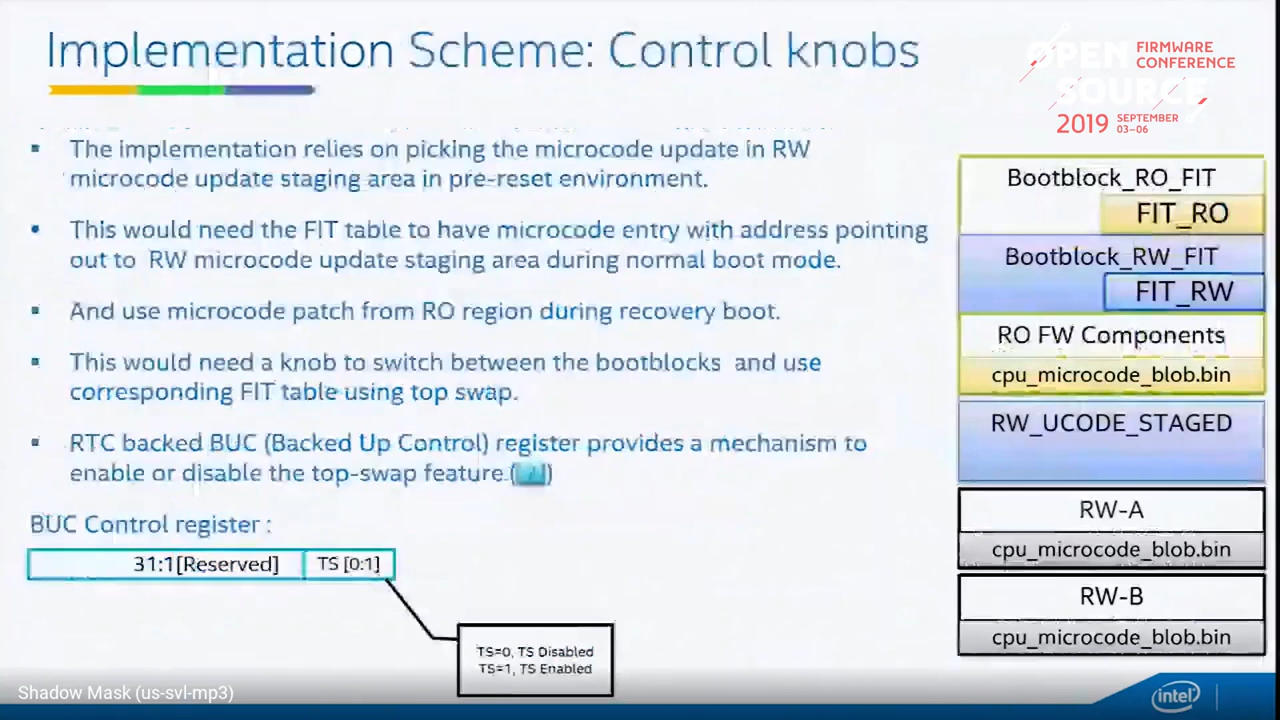 Implementation Scheme: Control knobs
OPEN SOURCE
FIRMWARE
CONFERENCE
2019
SEPTEMBER
03–06
The implementation relies on picking the microcode update in RW
microcode update staging area in pre-reset environment.
This would need the FIT table to have microcode entry with address pointing
out to RW microcode update staging area during normal boot mode.
And use microcode patch from RO region during recovery boot.
This would need a knob to switch between the bootblocks and use
corresponding FIT table using top swap.
RTC backed BUC (Backed Up Control) register provides a mechanism to
enable or disable the top-swap feature.( )
BUC Control register :
31:1[Reserved]
TS [0:1]
TS=0, TS Disabled
TS=1, TS Enabled
Bootblock_RO_FIT
FIT_RO
Bootblock_RW_FIT
FIT_RW
RO FW Components
cpu_microcode_blob.bin
RW_UCODE_STAGED
RW-A
cpu_microcode_blob.bin
RW-B
cpu_microcode_blob.bin
Shadow Mask (us-svl-mp3)
intel